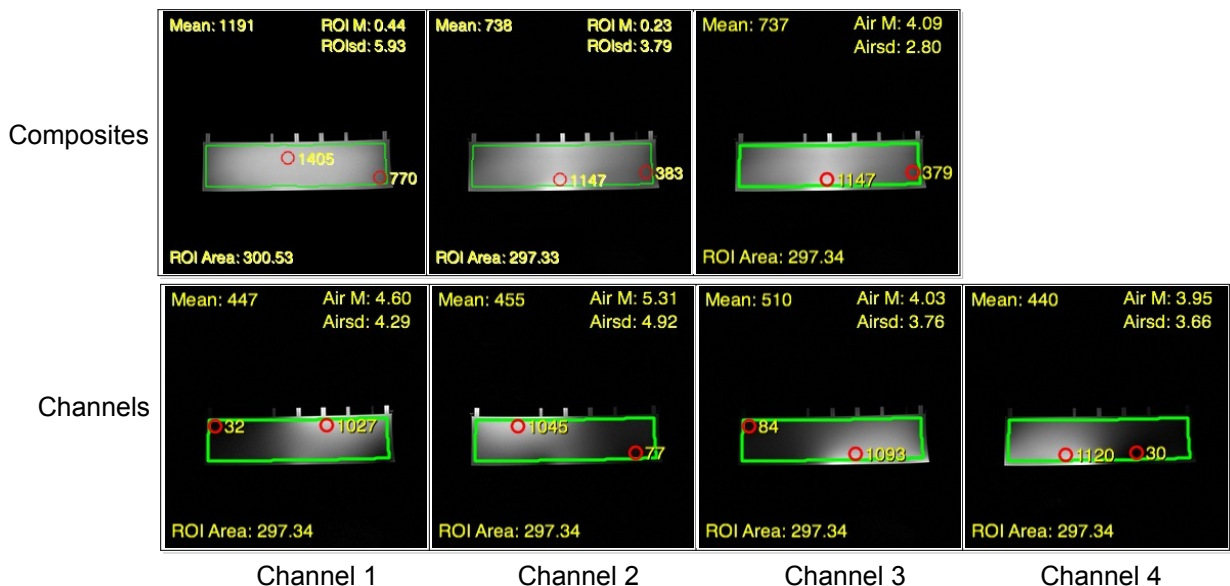 Composites
Mean: 1191
ROI M: 0.44
ROIsd: 5.93
1405
770
ROI Area: 300.53
Mean: 738
ROI M: 0.23
ROIsd: 3.79
1147
383
ROI Area: 297.33
Mean: 737
Air M: 4.09
Airsd: 2.80
1147
379
ROI Area: 297.34
Channels
Mean: 447
Air M: 4.60
Airsd: 4.29
32
1027
ROI Area: 297.34
Mean: 455
Air M: 5.31
Airsd: 4.92
1045
77
ROI Area: 297.34
Mean: 510
Air M: 4.03
Airsd: 3.76
84
1093
ROI Area: 297.34
Mean: 440
Air M: 3.95
Airsd: 3.66
1120
30
ROI Area: 297.34
Channel 1
Channel 2
Channel 3
Channel 4